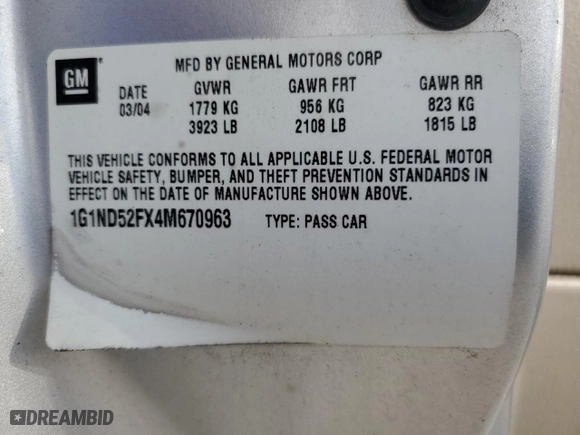 GM®
MFD BY GENERAL MOTORS CORP
DATE GVWR GAWR FRT GAWR RR
03/04 1779 KG 956 KG 823 KG
3923 LB 2108 LB 1815 LB
THIS VEHICLE CONFORMS TO ALL APPLICABLE U.S. FEDERAL MOTOR
VEHICLE SAFETY, BUMPER, AND THEFT PREVENTION STANDARDS IN
EFFECT ON THE DATE OF MANUFACTURE SHOWN ABOVE.
1G1ND52FX4M670963 TYPE: PASS CAR
DREAMBID